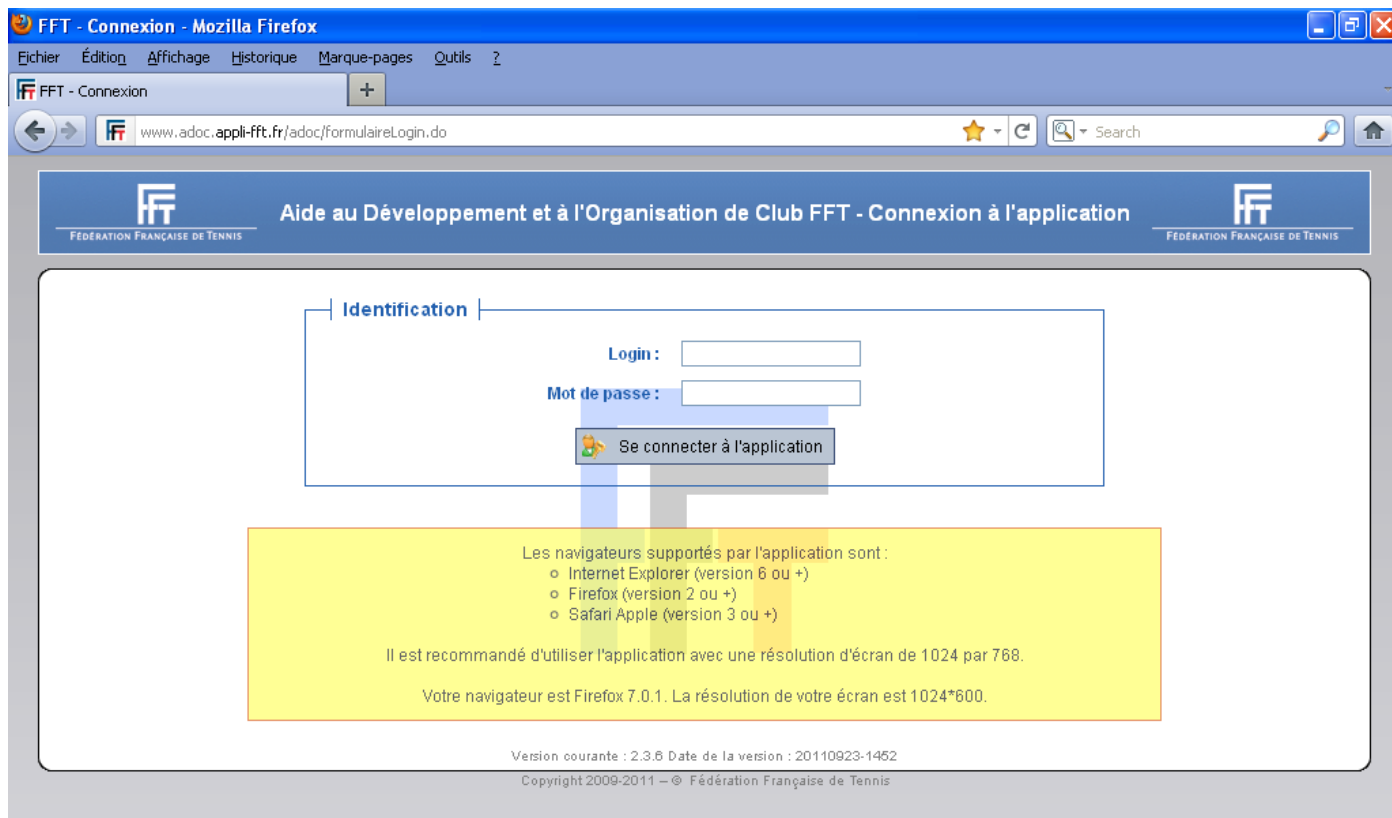 FFT - Connexion - Mozilla Firefox
Fichier Édition Affichage Historique Marque-pages Outils ?
FFT - Connexion
www.adoc.appli-fft.fr/adoc/formulaireLogin.do
Search
FFT
FÉDÉRATION FRANÇAISE DE TENNIS
Aide au Développement et à l'Organisation de Club FFT - Connexion à l'application
FFT
FÉDÉRATION FRANÇAISE DE TENNIS
Identification
Login :
Mot de passe :
Se connecter à l'application
Les navigateurs supportés par l'application sont :
Internet Explorer (version 6 ou +)
Firefox (version 2 ou +)
Safari Apple (version 3 ou +)
Il est recommandé d'utiliser l'application avec une résolution d'écran de 1024 par 768.
Votre navigateur est Firefox 7.0.1. La résolution de votre écran est 1024*600.
Version courante : 2.3.6 Date de la version : 20110923-1452
Copyright 2009-2011 – © Fédération Française de Tennis